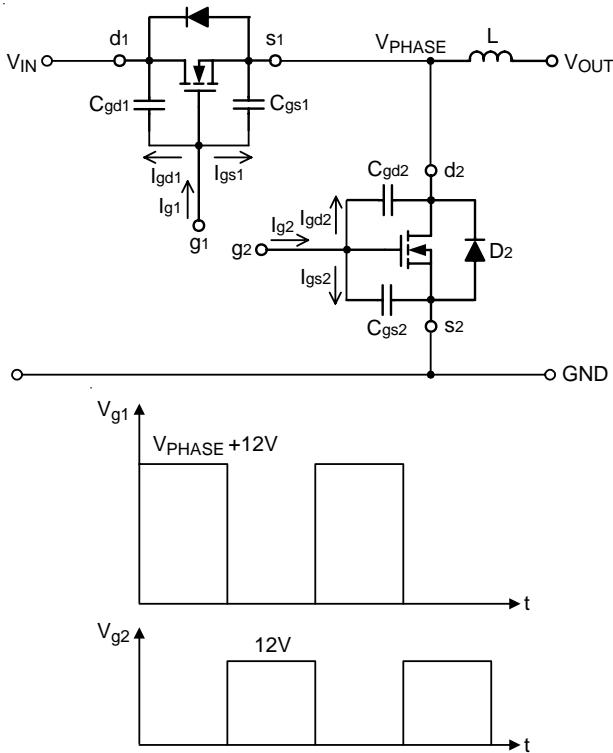 d1
s1
VPHASE
L
VIN
VOUT
Cgd1
Cgs1
Igd1
Igs1
Ig1
g1
Cgd2
d2
Ig2
Igd2
g2
D2
Igs2
Cgs2
s2
GND
Vg1
VPHASE +12V
t
Vg2
12V
t